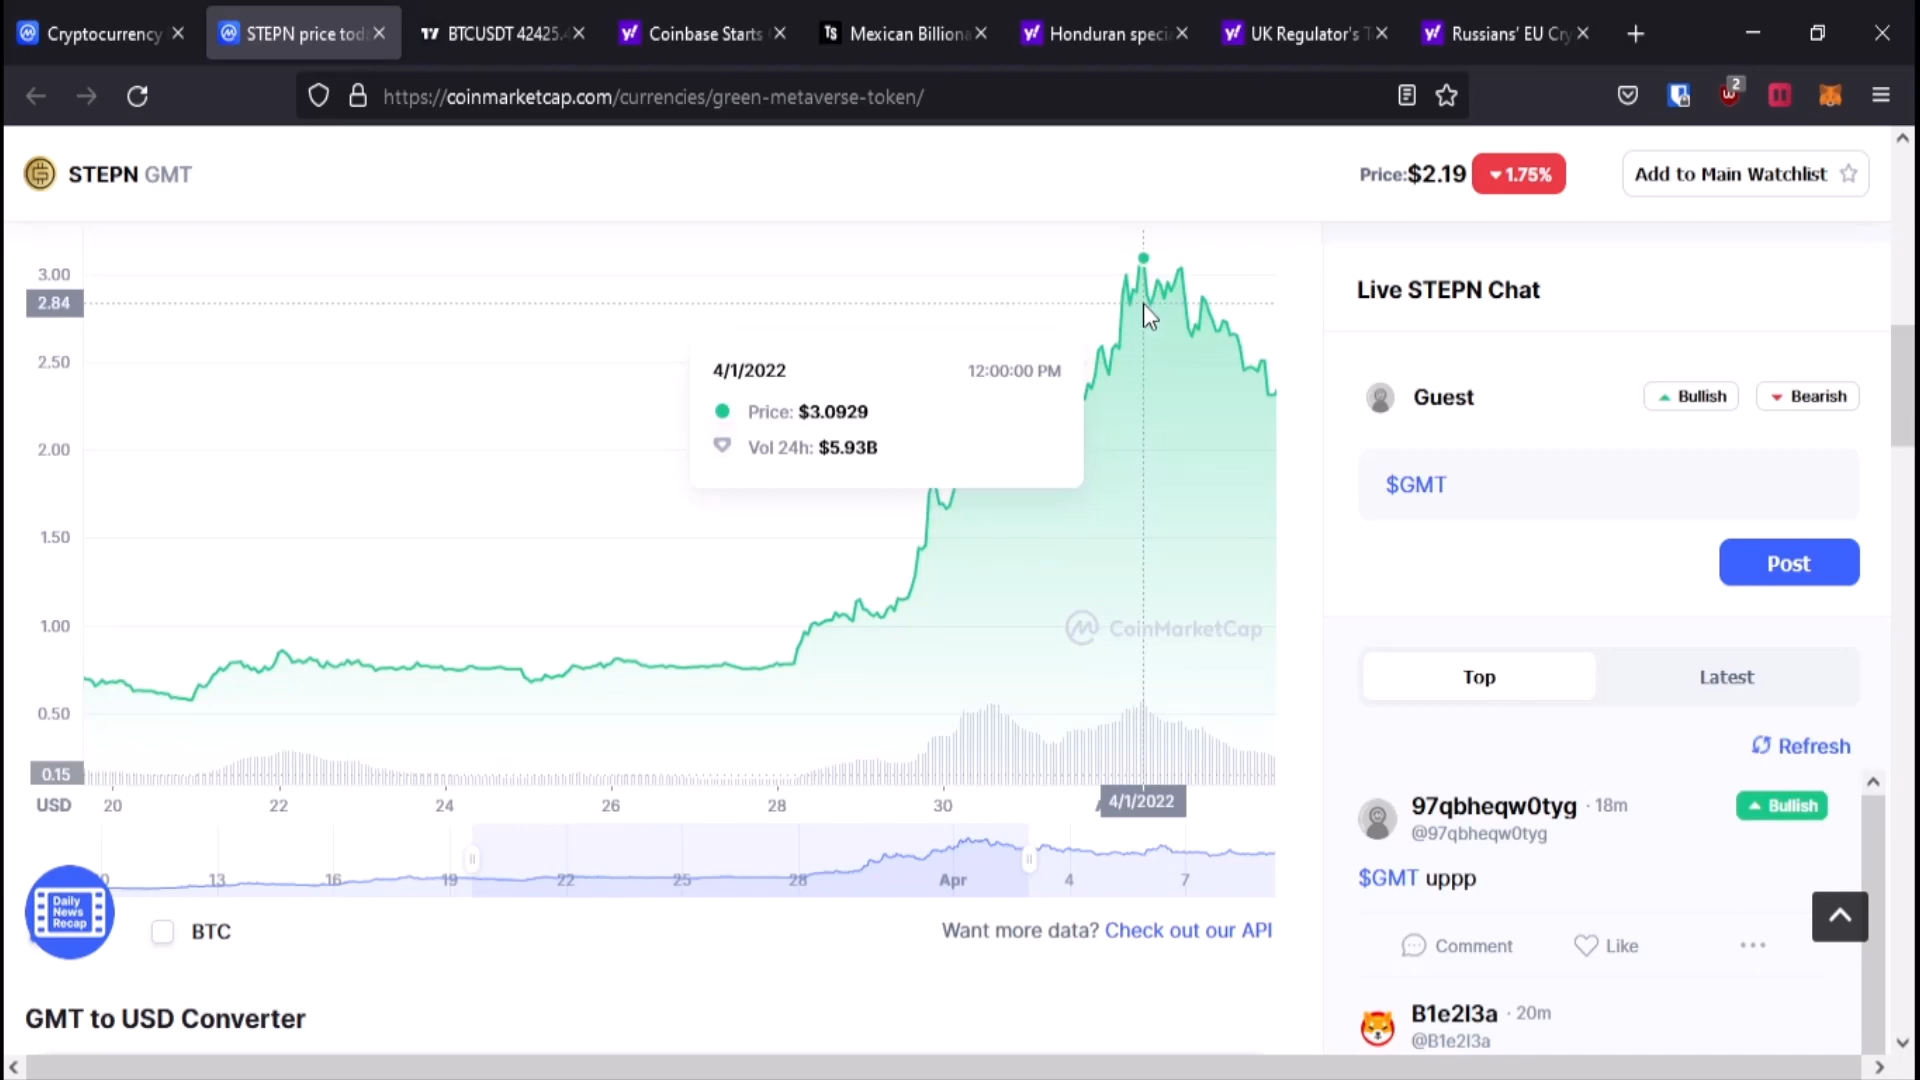 Cryptocurrency
STEPN price toda
BTCUSDT 42425.
Coinbase Starts
Ts Mexican Billiona
Honduran speci
UK Regulator's T
Russians' EU Cry
https://coinmarketcap.com/currencies/green-metaverse-token/
2
STEPN GMT
Price:$2.19 1.75%
Add to Main Watchlist
3.00
2.84
2.50
2.00
1.50
1.00
0.50
0.15
USD 20 22 24 26 28 30 4/1/2022
4/1/2022 12:00:00 PM
Price: $3.0929
Vol 24h: $5.93B
CoinMarketCap
13 16 19 22 25 28 Apr 4 7
Daily
News
Recap
BTC
Want more data? Check out our API
GMT to USD Converter
Live STEPN Chat
Guest Bullish Bearish
$GMT
Post
Top Latest
Refresh
97qbheqw0tyg · 18m Bullish
@97qbheqw0tyg
$GMT uppp
Comment Like
B1e2l3a · 20m
@B1e2l3a